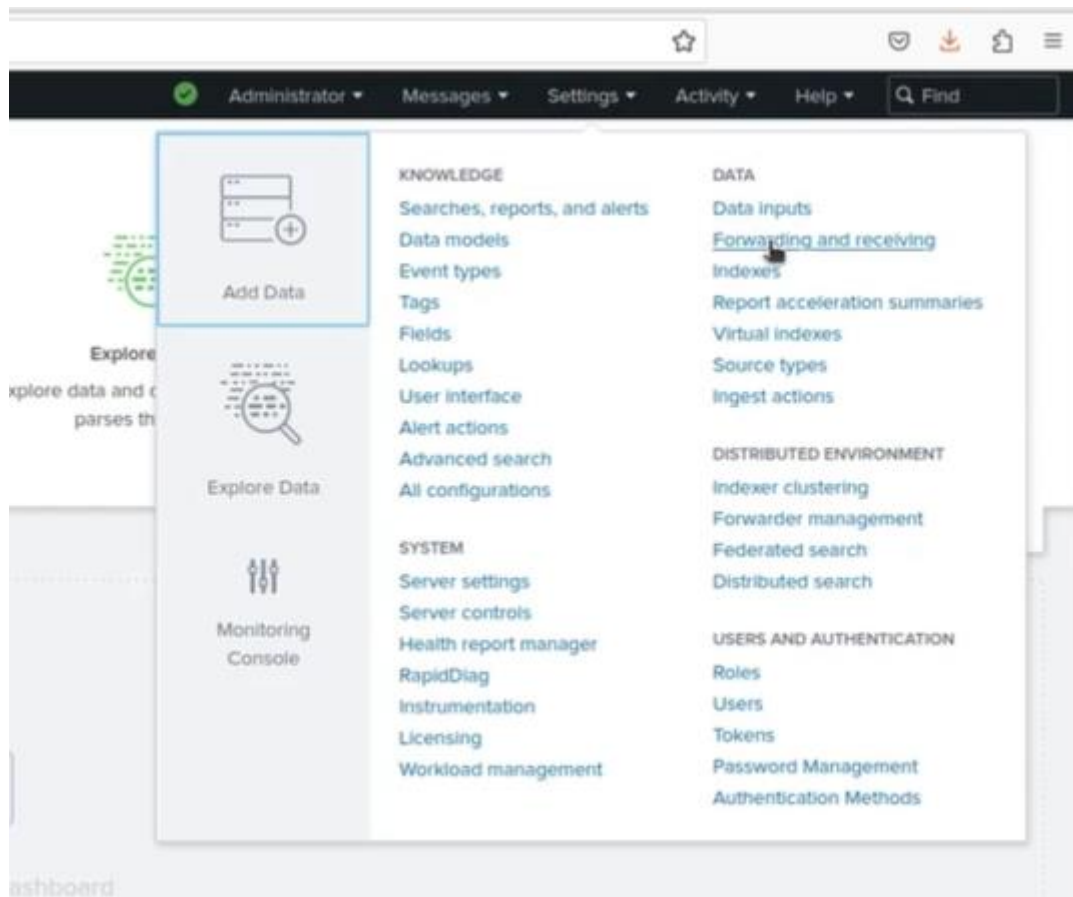 Administrator Messages Settings Activity Help Find
Add Data
Explore Data
Monitoring
Console
KNOWLEDGE
Searches, reports, and alerts
Data models
Event types
Tags
Fields
Lookups
User interface
Alert actions
Advanced search
All configurations
SYSTEM
Server settings
Server controls
Health report manager
RapidDiag
Instrumentation
Licensing
Workload management
DATA
Data inputs
Forwarding and receiving
Indexes
Report acceleration summaries
Virtual indexes
Source types
Ingest actions
DISTRIBUTED ENVIRONMENT
Indexer clustering
Forwarder management
Federated search
Distributed search
USERS AND AUTHENTICATION
Roles
Users
Tokens
Password Management
Authentication Methods
Explore
xplore data and
parses th
ashboard